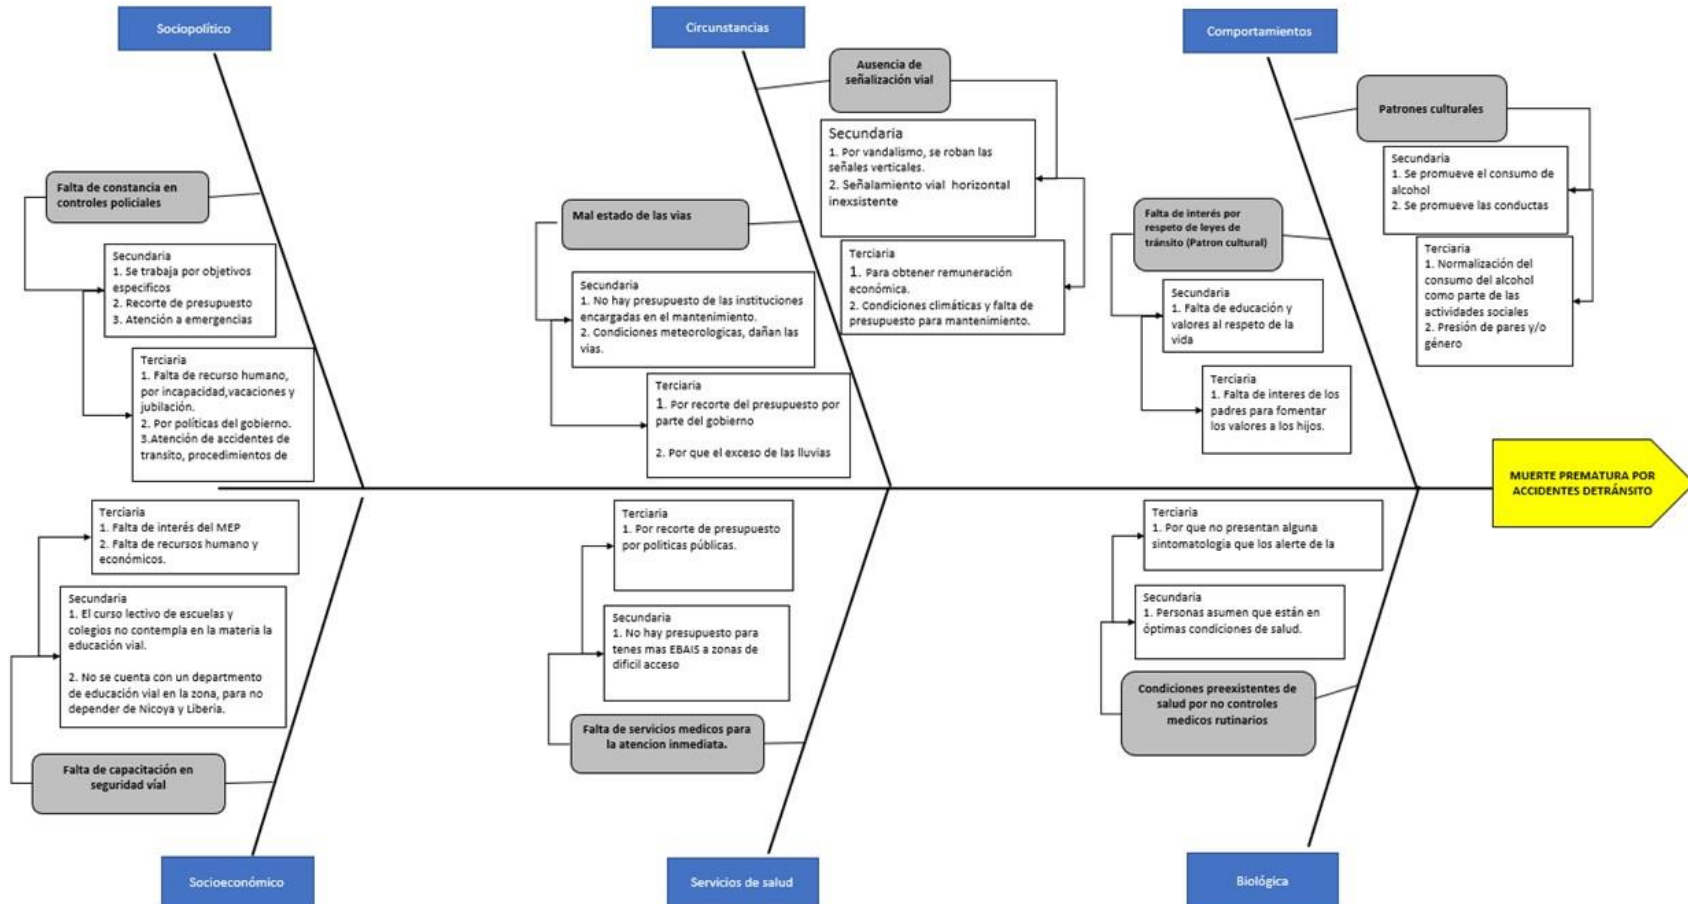 Sociopolítico
Circunstancias
Comportamientos
Falta de constancia en
controles policiales
Secundaria
1. Se trabaja por objetivos
especificos
2. Recorte de presupuesto
3. Atención a emergencias
Terciaria
1. Falta de recurso humano,
por incapacidad,vacaciones y
jubilación.
2. Por políticas del gobierno.
3.Atención de accidentes de
transito, procedimientos de
Ausencia de
señalización vial
Secundaria
1. Por vandalismo, se roban las
señales verticales.
2. Señalamiento vial horizontal
inexistente
Terciaria
1. Para obtener remuneración
económica.
2. Condiciones climáticas y falta de
presupuesto para mantenimiento.
Mal estado de las vias
Secundaria
1. No hay presupuesto de las instituciones
encargadas en el mantenimiento.
2. Condiciones meteorologicas, dañan las
vias.
Terciaria
1. Por recorte del presupuesto por
parte del gobierno
2. Por que el exceso de las lluvias
Patrones culturales
Secundaria
1. Se promueve el consumo de
alcohol
2. Se promueve las conductas
Terciaria
1. Normalización del
consumo del alcohol
como parte de las
actividades sociales
2. Presión de pares y/o
género
Falta de interés por
respeto de leyes de
tránsito (Patron cultural)
Secundaria
1. Falta de educación y
valores al respeto de la
vida
Terciaria
1. Falta de interes de los
padres para fomentar
los valores a los hijos.
MUERTE PREMATURA POR
ACCIDENTES DETRÁNSITO
Terciaria
1. Falta de interés del MEP
2. Falta de recursos humano y
económicos.
Secundaria
1. El curso lectivo de escuelas y
colegios no contempla en la materia la
educación vial.
2. No se cuenta con un departmento
de educación vial en la zona, para no
depender de Nicoya y Liberia.
Falta de capacitación en
seguridad víal
Terciaria
1. Por recorte de presupuesto
por políticas públicas.
Secundaria
1. No hay presupuesto para
tenes mas EBAIS a zonas de
dificil acceso
Falta de servicios medicos para
la atencion inmediata.
Terciaria
1. Por que no presentan alguna
sintomatologia que los alerte de la
Secundaria
1. Personas asumen que están en
óptimas condiciones de salud.
Condiciones preexistentes de
salud por no controles
medicos rutinarios
Socioeconómico
Servicios de salud
Biológica